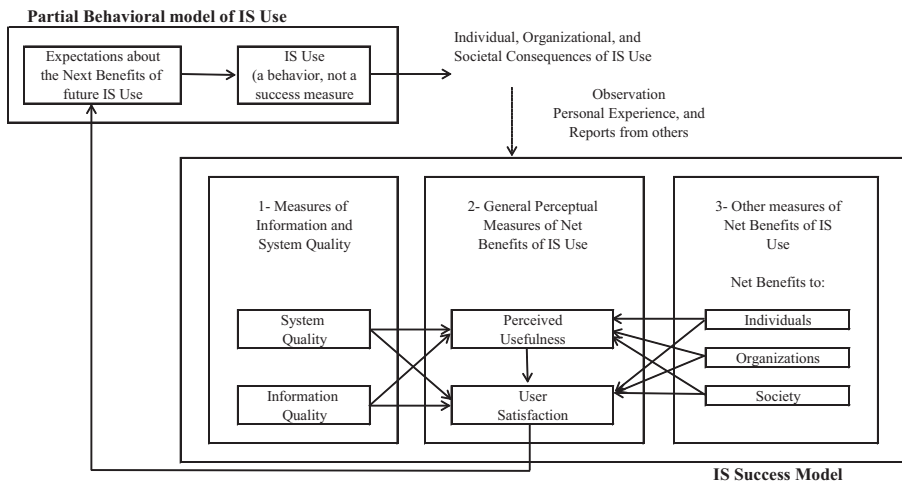 Partial Behavioral model of IS Use
Expectations about
the Next Benefits of
future IS Use
IS Use
(a behavior, not a
success measure
Individual, Organizational, and
Societal Consequences of IS Use
Observation
Personal Experience, and
Reports from others
1- Measures of
Information and
System Quality
System
Quality
Information
Quality
2- General Perceptual
Measures of Net
Benefits of IS Use
Perceived
Usefulness
User
Satisfaction
3- Other measures of
Net Benefits of IS
Use
Net Benefits to:
Individuals
Organizations
Society
IS Success Model